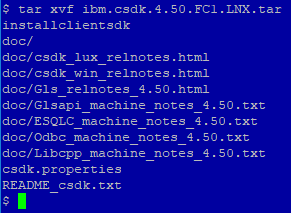 $ tar xvf ibm.csdk.4.50.FC1.LNX.tar
installclientsdk
doc/
doc/csdk_lux_relnotes.html
doc/csdk_win_relnotes.html
doc/Gls_relnotes_4.50.html
doc/Glsapi_machine_notes_4.50.txt
doc/ESQLC_machine_notes_4.50.txt
doc/Odbc_machine_notes_4.50.txt
doc/Libcpp_machine_notes_4.50.txt
csdk.properties
README_csdk.txt
$